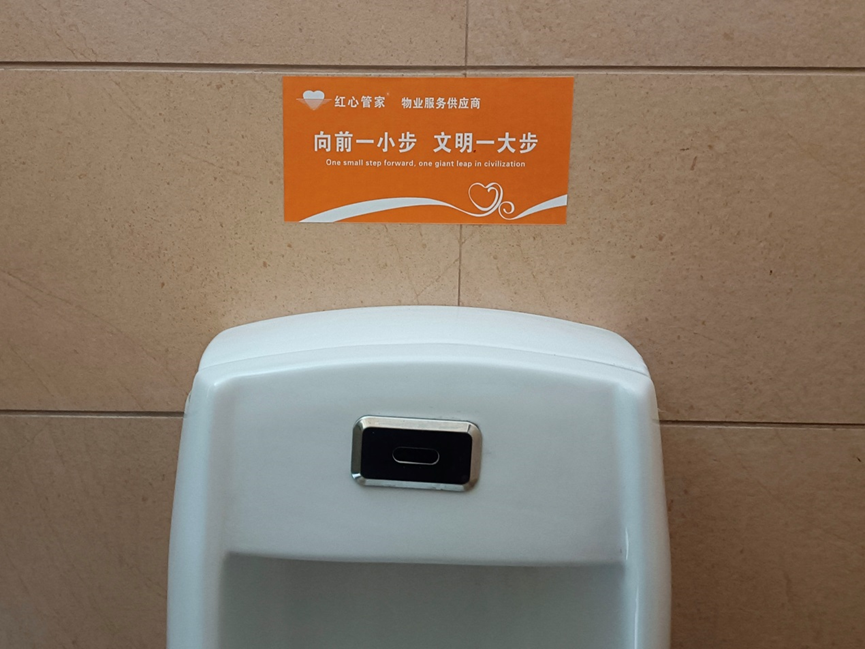 红心管家® 物业服务供应商
向前一小步 文明一大步
One small step forward, one giant leap in civilization